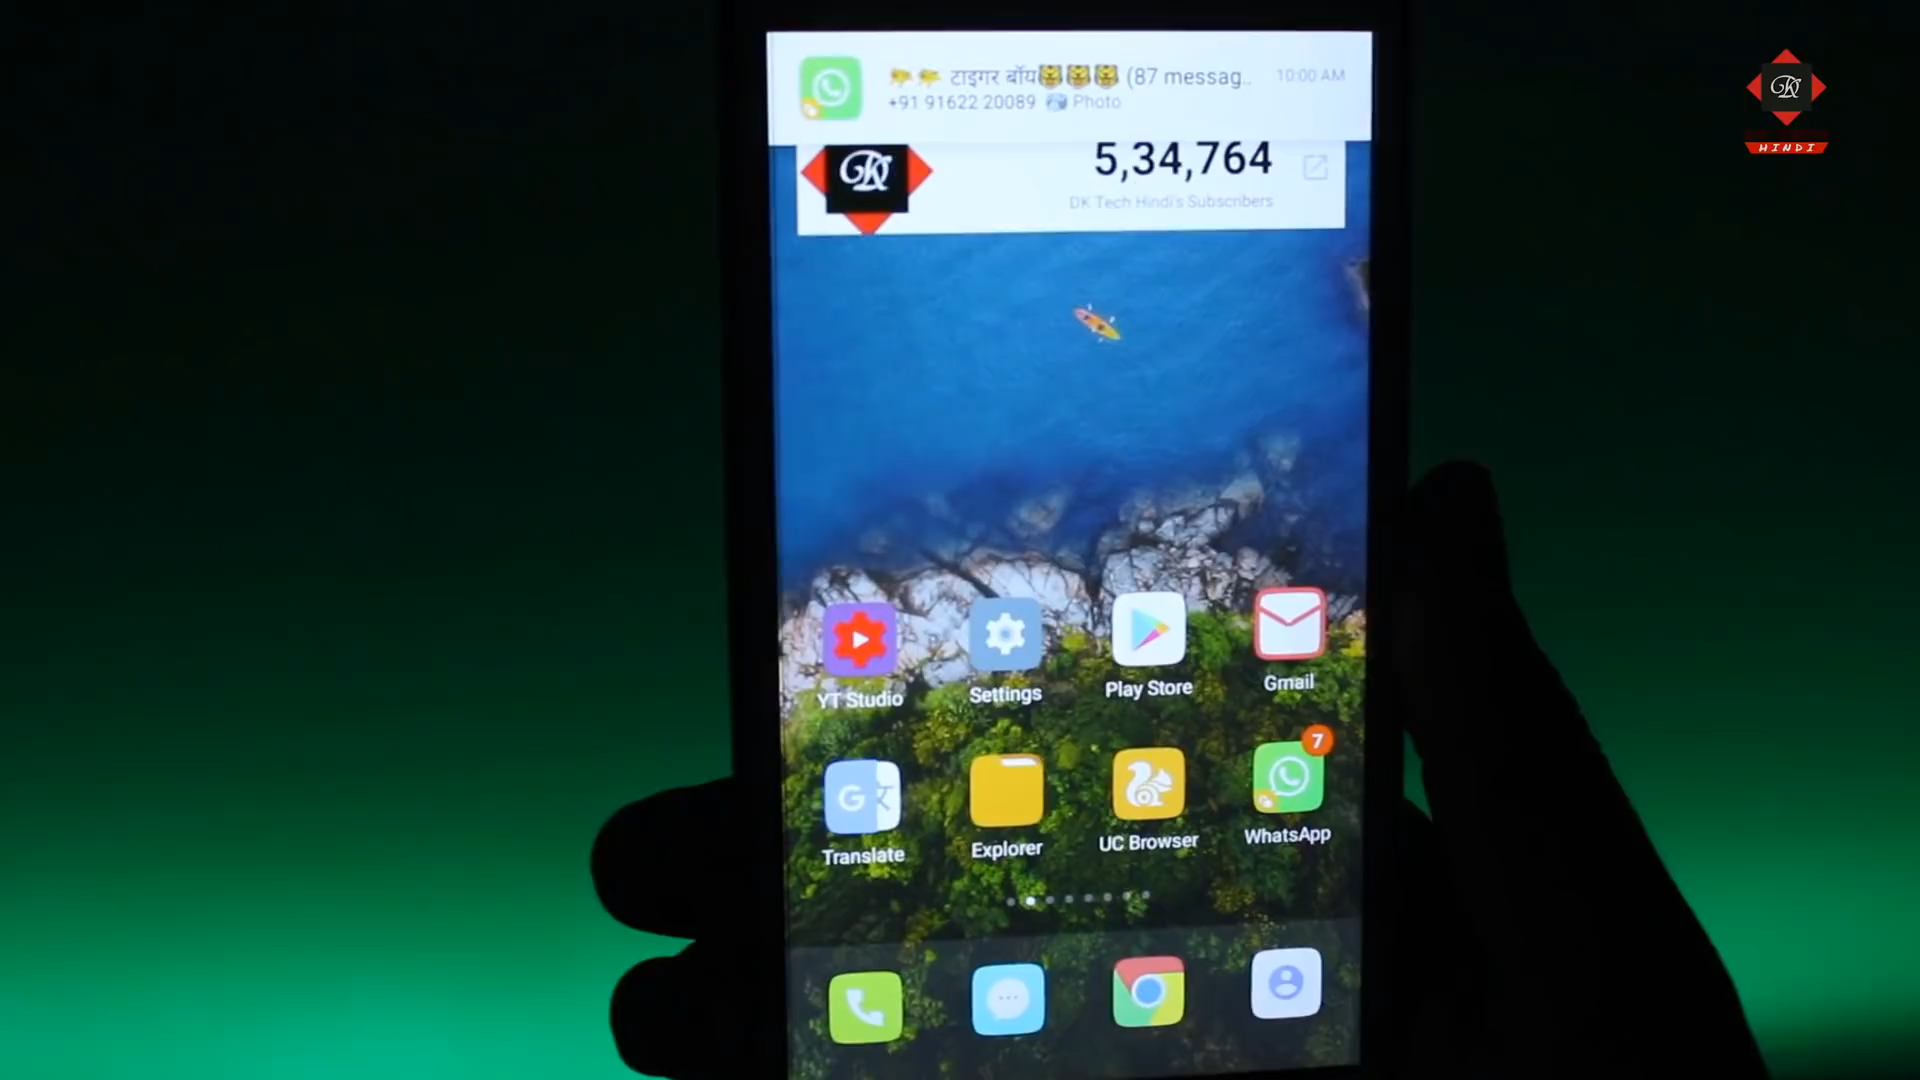 टाइगर बॉय (87 messag..
10:00 AM
+91 91622 20089 Photo
5,34,764
DK Tech Hindi's Subscribers
DK
HINDI
YT Studio
Settings
Play Store
Gmail
Translate
Explorer
UC Browser
WhatsApp
7